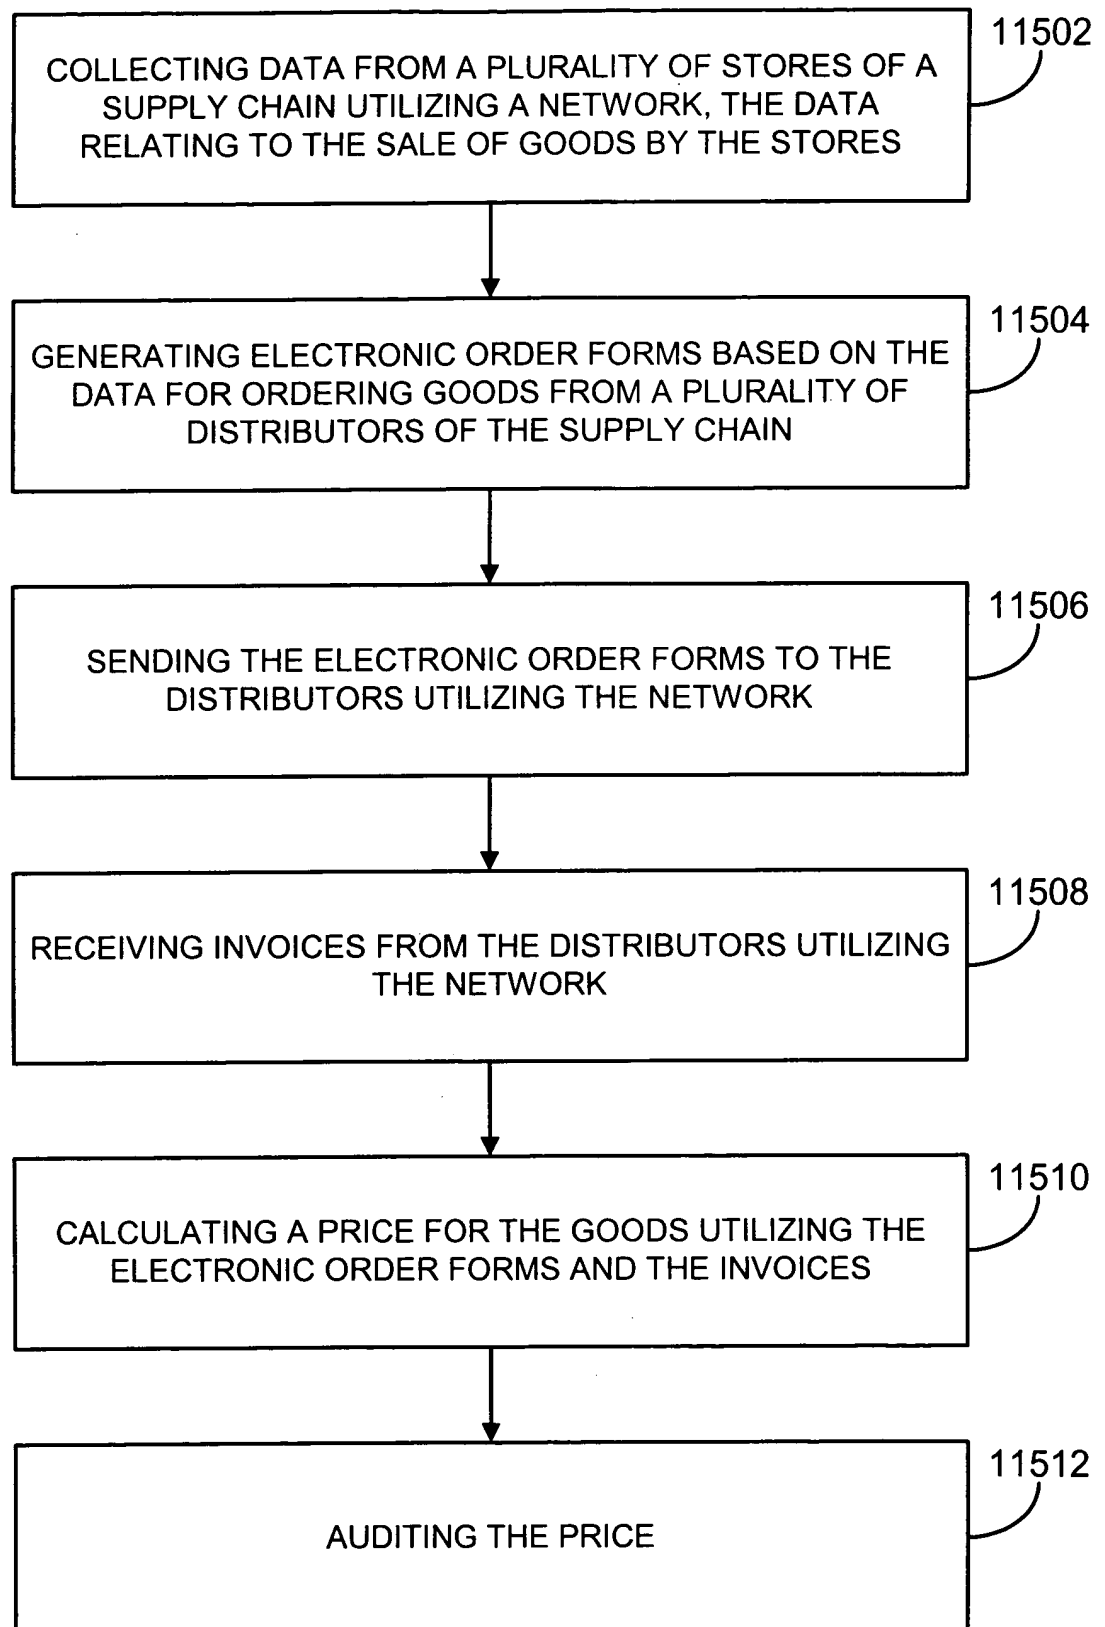 11502
COLLECTING DATA FROM A PLURALITY OF STORES OF A
SUPPLY CHAIN UTILIZING A NETWORK, THE DATA
RELATING TO THE SALE OF GOODS BY THE STORES
11504
GENERATING ELECTRONIC ORDER FORMS BASED ON THE
DATA FOR ORDERING GOODS FROM A PLURALITY OF
DISTRIBUTORS OF THE SUPPLY CHAIN
11506
SENDING THE ELECTRONIC ORDER FORMS TO THE
DISTRIBUTORS UTILIZING THE NETWORK
11508
RECEIVING INVOICES FROM THE DISTRIBUTORS UTILIZING
THE NETWORK
11510
CALCULATING A PRICE FOR THE GOODS UTILIZING THE
ELECTRONIC ORDER FORMS AND THE INVOICES
11512
AUDITING THE PRICE